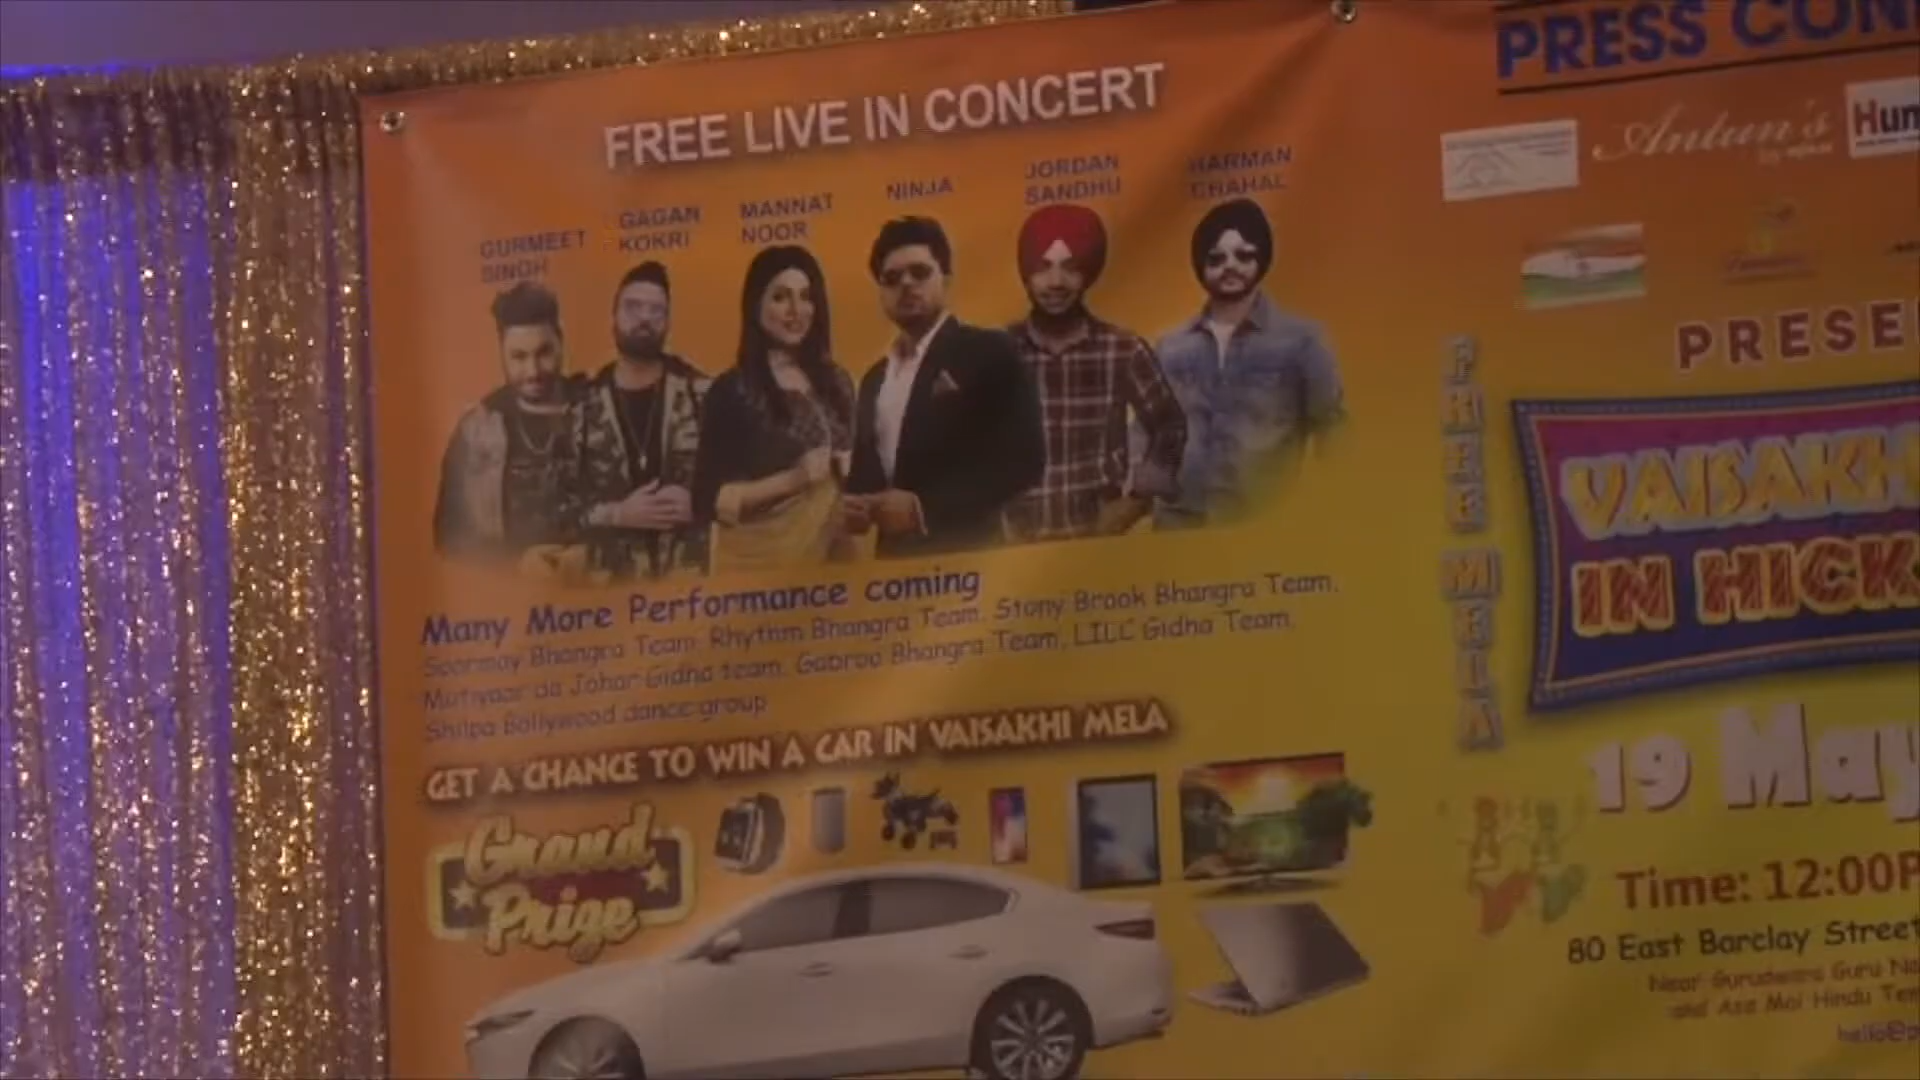 FREE LIVE IN CONCERT
GURMEET
SINGH
GAGAN
KOKRI
MANNAT
NOOR
NINJA
JORDAN
SANDHU
HARMAN
CHAHAL
Many More Performance coming
Soormay Bhangra Team, Rhythm Bhangra Team, Stony Brook Bhangra Team,
Mutiyaar da Johar Gidha team, Gabroo Bhangra Team, LILC Gidha Team,
Shilpa Bollywood dance group
GET A CHANCE TO WIN A CAR IN VAISAKHI MELA
Grand
Prize
PRESS CON
Antun's
Hun
PRESE
FREE MELA
VAISAKH
IN HICK
19 May
Time: 12:00P
80 East Barclay Street
Near Gurudwara Guru Na
and Asa Mai Hindu Tem
hello@p